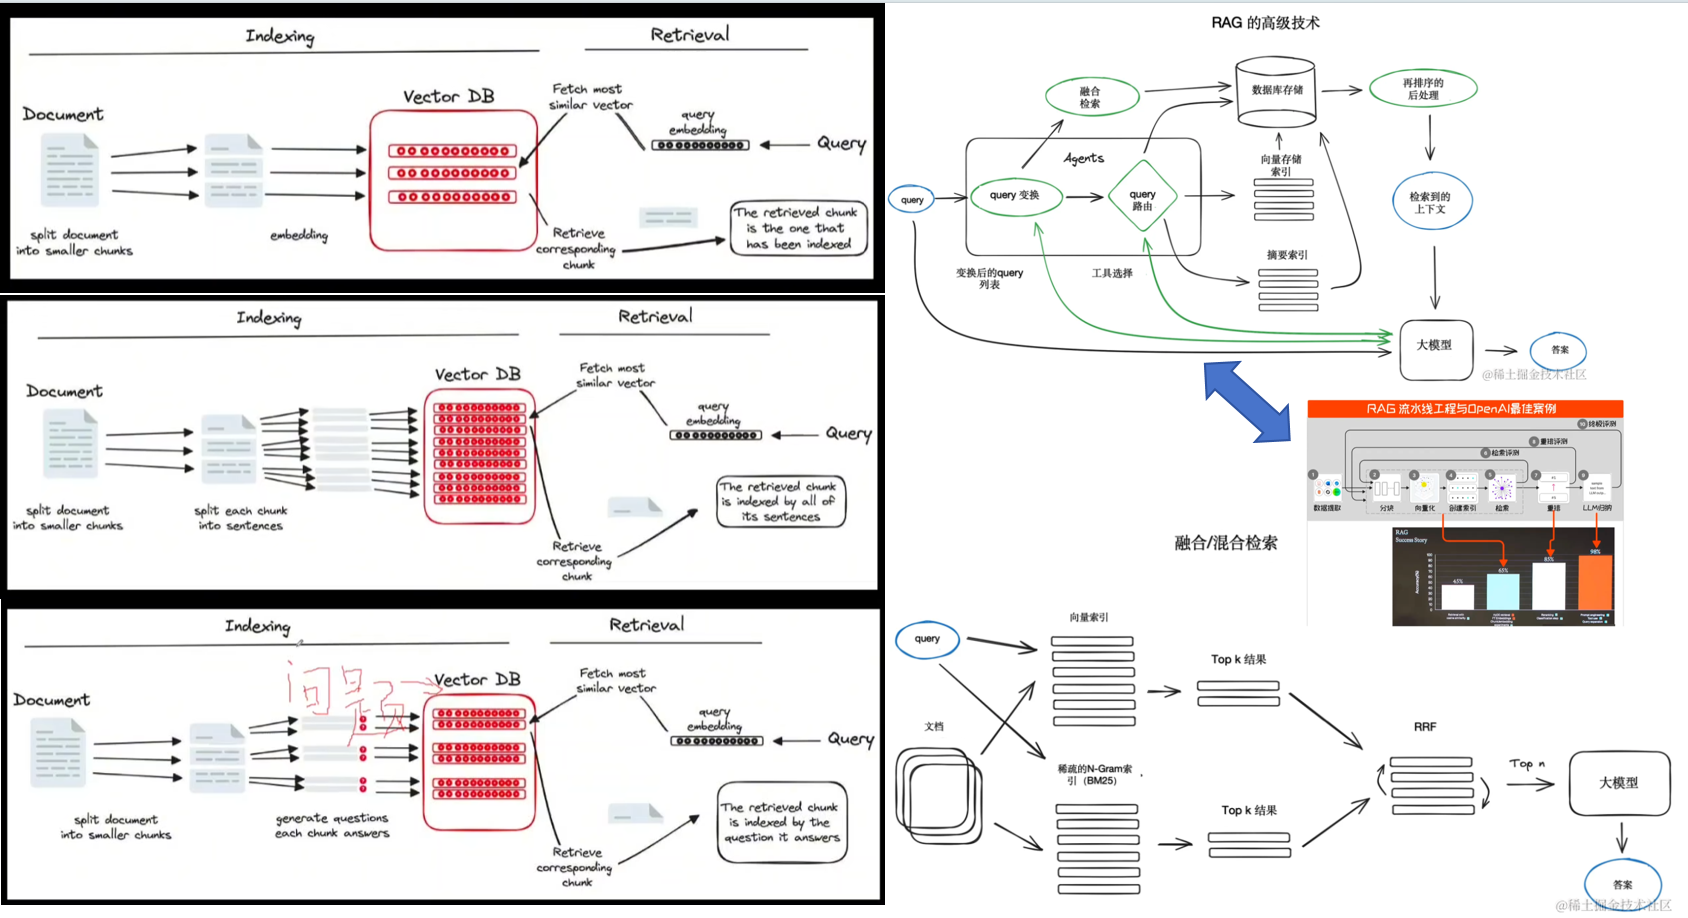 Indexing
Retrieval
Document
Vector DB
Fetch most
similar vector
query
embedding
Query
split document
into smaller chunks
embedding
Retrieve
corresponding
chunk
The retrieved chunk
is the one that
has been indexed
Indexing
Retrieval
Document
Vector DB
Fetch most
similar vector
query
embedding
Query
split document
into smaller chunks
split each chunk
into sentences
Retrieve
corresponding
chunk
The retrieved chunk
is indexed by all of
its sentences
Indexing
Retrieval
问题
Document
Vector DB
Fetch most
similar vector
query
embedding
Query
split document
into smaller chunks
generate questions
each chunk answers
Retrieve
corresponding
chunk
The retrieved chunk
is indexed by the
question it answers
RAG 的高级技术
融合
检索
数据库存储
再排序的
后处理
Agents
query
query 变换
query
路由
向量存储
索引
检索到的
上下文
变换后的query
列表
工具选择
摘要索引
大模型
答案
@稀土掘金技术社区
RAG 流水线工程与OpenAI最佳案例
10 终极评测
9 重排评测
6 检索评测
1
2
3
4
5
7
数据提取
分块
向量化
创建索引
检索
重排
LLM归纳
RAG
Success Story
Accuracy(%)
45%
65%
85%
98%
融合/混合检索
query
向量索引
Top k 结果
文档
RRF
稀疏的N-Gram索
引（BM25）
Top k 结果
Top n
大模型
答案
@稀土掘金技术社区